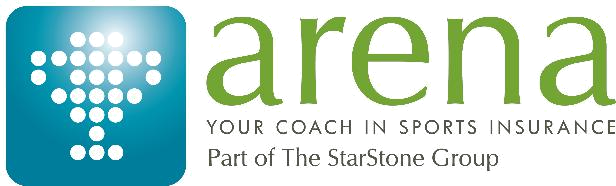 arena
YOUR COACH IN SPORTS INSURANCE
Part of The StarStone Group